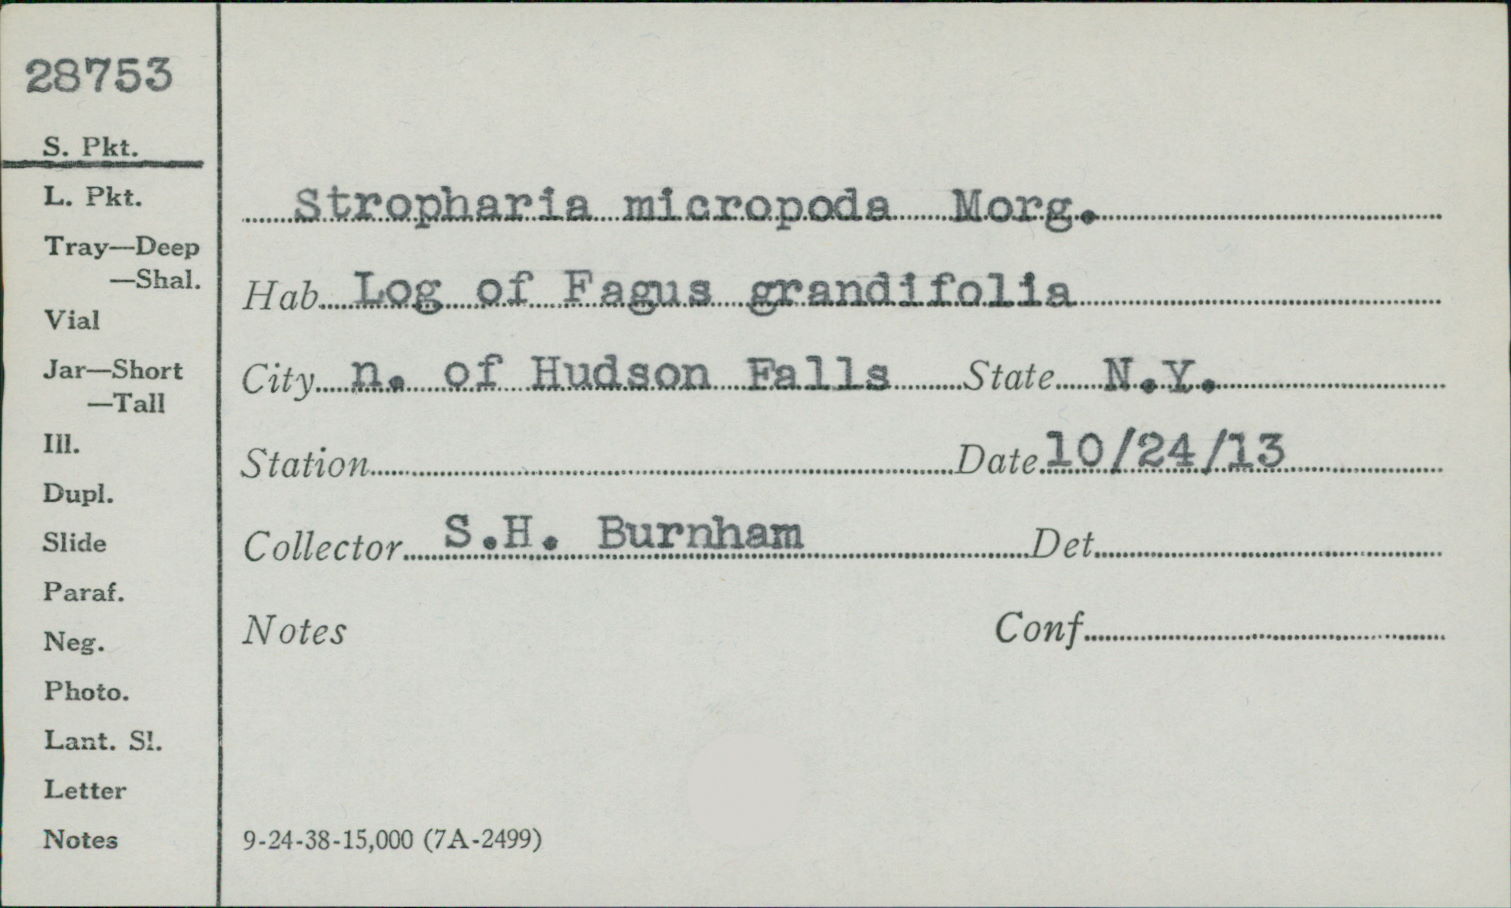 28753
S. Pkt.
L. Pkt.
Tray—Deep
—Shal.
Vial
Jar—Short
—Tall
Ill.
Dupl.
Slide
Paraf.
Neg.
Photo.
Lant. Sl.
Letter
Notes
Stropharia micropoda Morg.
Hab. Log of Fagus grandifolia
City n. of Hudson Falls State N.Y.
Station Date 10/24/13
Collector S.H. Burnham Det.
Notes Conf.
9-24-38-15,000 (7A-2499)